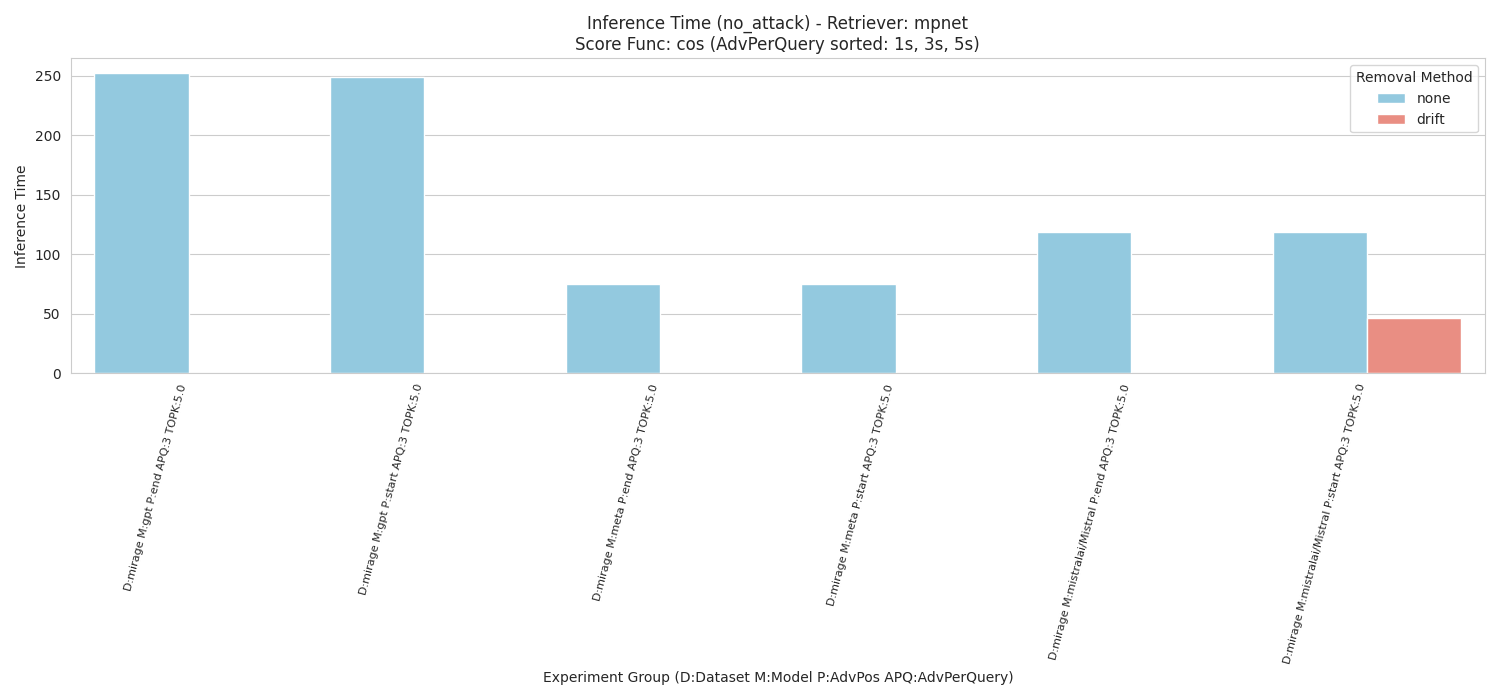 Inference Time (no_attack) - Retriever: mpnet
Score Func: cos (AdvPerQuery sorted: 1s, 3s, 5s)
Removal Method
none
drift
Inference Time
250
200
150
100
50
0
D:mirage M:gpt P:end APQ:3 TOPK:5.0
D:mirage M:gpt P:start APQ:3 TOPK:5.0
D:mirage M:meta P:end APQ:3 TOPK:5.0
D:mirage M:meta P:start APQ:3 TOPK:5.0
D:mirage M:mistralai/Mistral P:end APQ:3 TOPK:5.0
D:mirage M:mistralai/Mistral P:start APQ:3 TOPK:5.0
Experiment Group (D:Dataset M:Model P:AdvPos APQ:AdvPerQuery)